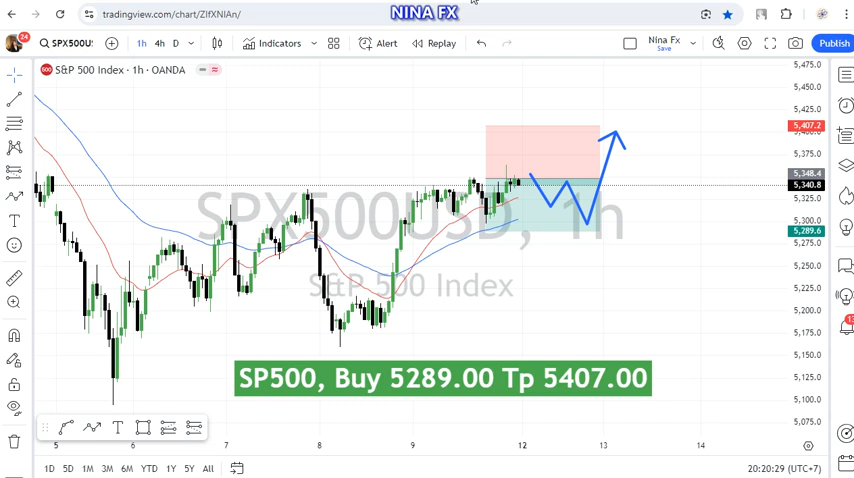 tradingview.com/chart/ZIfXNIAn/
NINA FX
24
SPX500U
1h 4h D
Indicators
Alert
Replay
Nina Fx
Save
Publish
500 S&P 500 Index · 1h · OANDA
5,475.0
5,450.0
5,425.0
5,407.2
5,400.0
5,375.0
5,348.4
5,340.8
5,325.0
5,300.0
5,289.6
5,275.0
5,250.0
5,225.0
5,200.0
5,175.0
5,150.0
5,125.0
5,100.0
5,075.0
SPX500USD, 1h
S&P 500 Index
SP500, Buy 5289.00 Tp 5407.00
5 6 7 8 9 12 13 14
1D 5D 1M 3M 6M YTD 1Y 5Y All
20:20:29 (UTC+7)